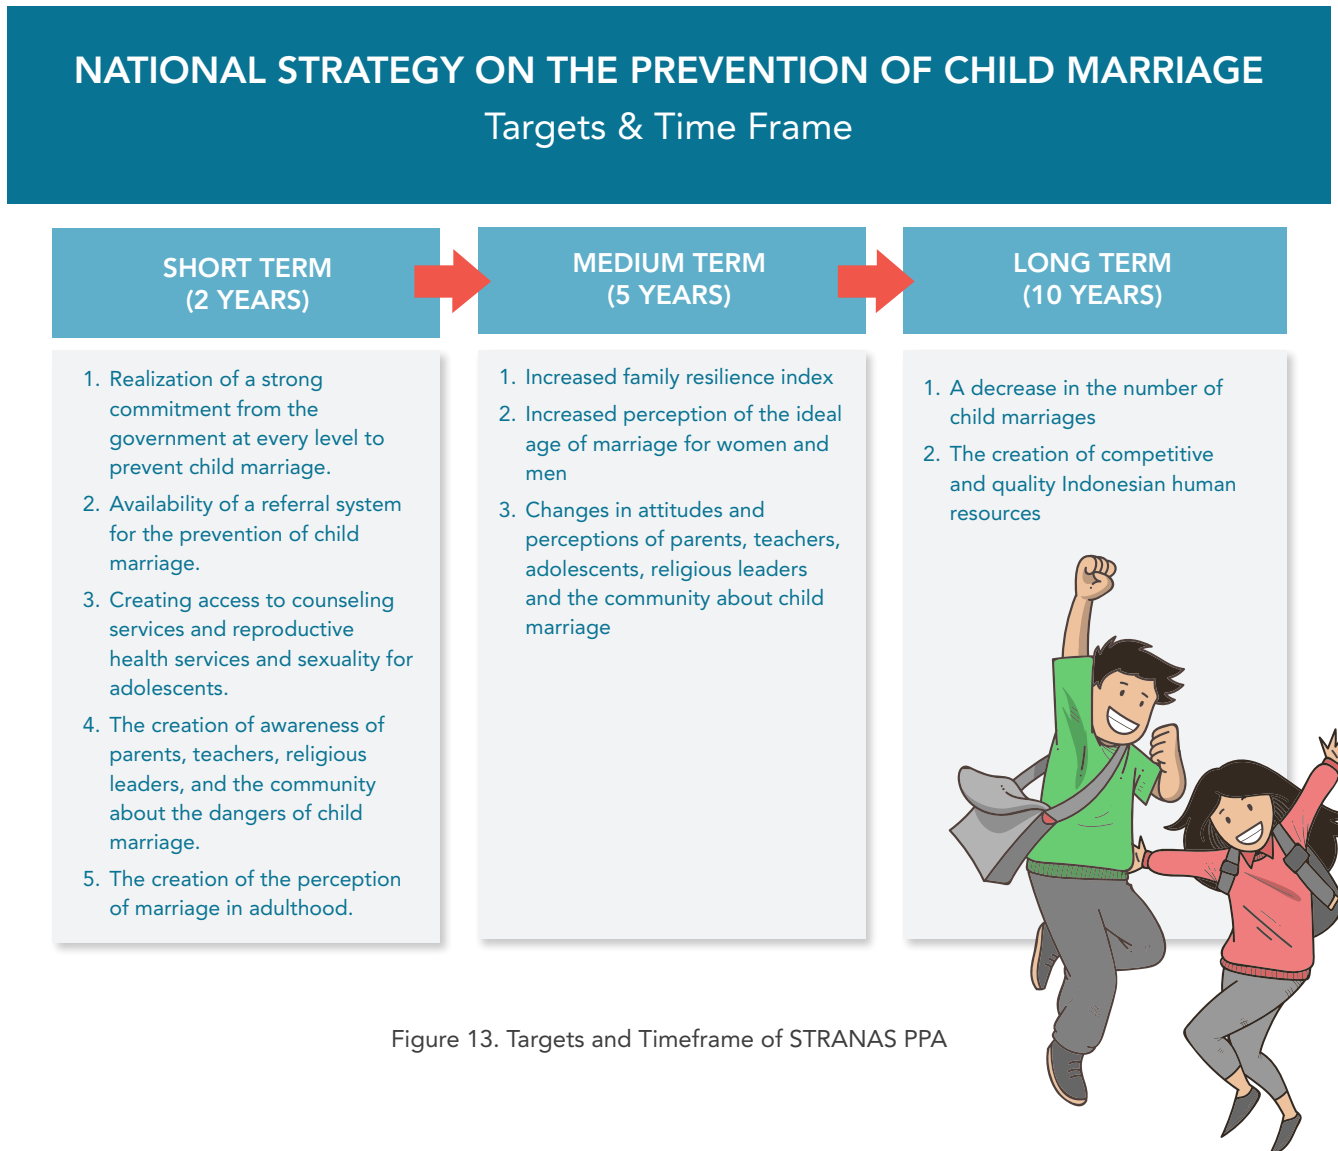 NATIONAL STRATEGY ON THE PREVENTION OF CHILD MARRIAGE
Targets & Time Frame
SHORT TERM
(2 YEARS)
1. Realization of a strong
commitment from the
government at every level to
prevent child marriage.
2. Availability of a referral system
for the prevention of child
marriage.
3. Creating access to counseling
services and reproductive
health services and sexuality for
adolescents.
4. The creation of awareness of
parents, teachers, religious
leaders, and the community
about the dangers of child
marriage.
5. The creation of the perception
of marriage in adulthood.
MEDIUM TERM
(5 YEARS)
1. Increased family resilience index
2. Increased perception of the ideal
age of marriage for women and
men
3. Changes in attitudes and
perceptions of parents, teachers,
adolescents, religious leaders
and the community about child
marriage
LONG TERM
(10 YEARS)
1. A decrease in the number of
child marriages
2. The creation of competitive
and quality Indonesian human
resources
Figure 13. Targets and Timeframe of STRANAS PPA